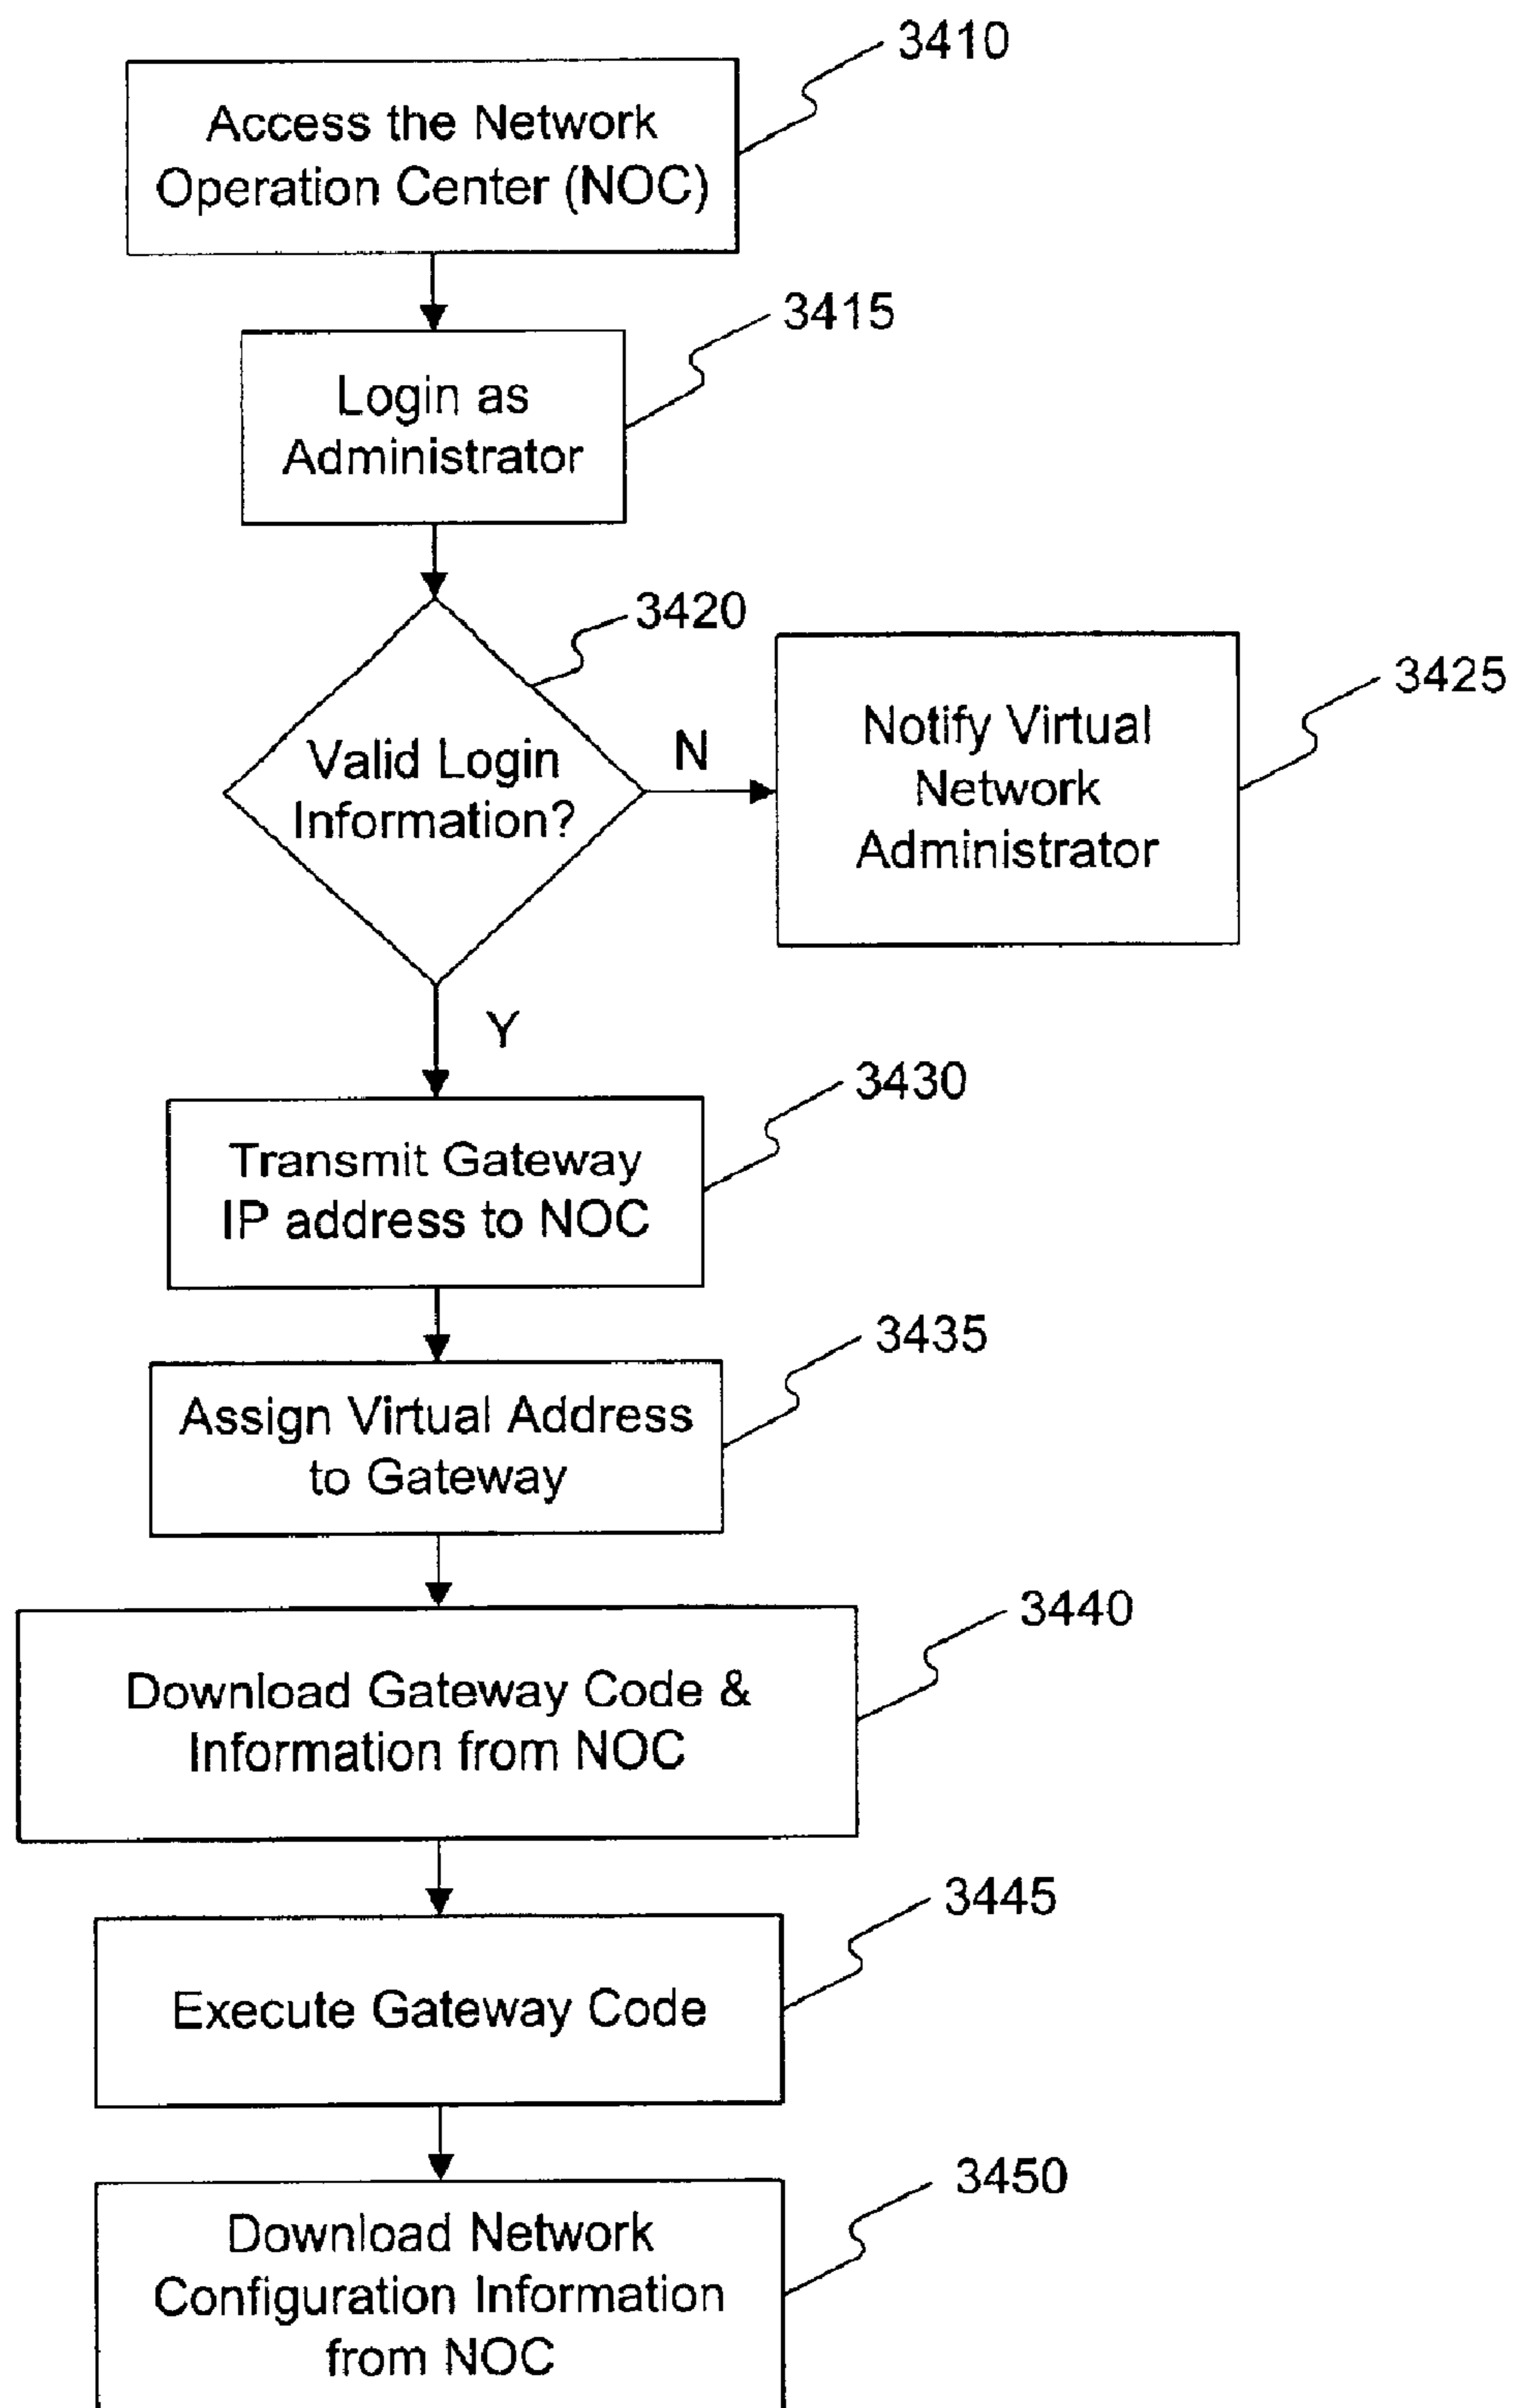 3410
Access the Network
Operation Center (NOC)
3415
Login as
Administrator
3420
Valid Login
Information?
N
3425
Notify Virtual
Network
Administrator
Y
3430
Transmit Gateway
IP address to NOC
3435
Assign Virtual Address
to Gateway
3440
Download Gateway Code &
Information from NOC
3445
Execute Gateway Code
3450
Download Network
Configuration Information
from NOC